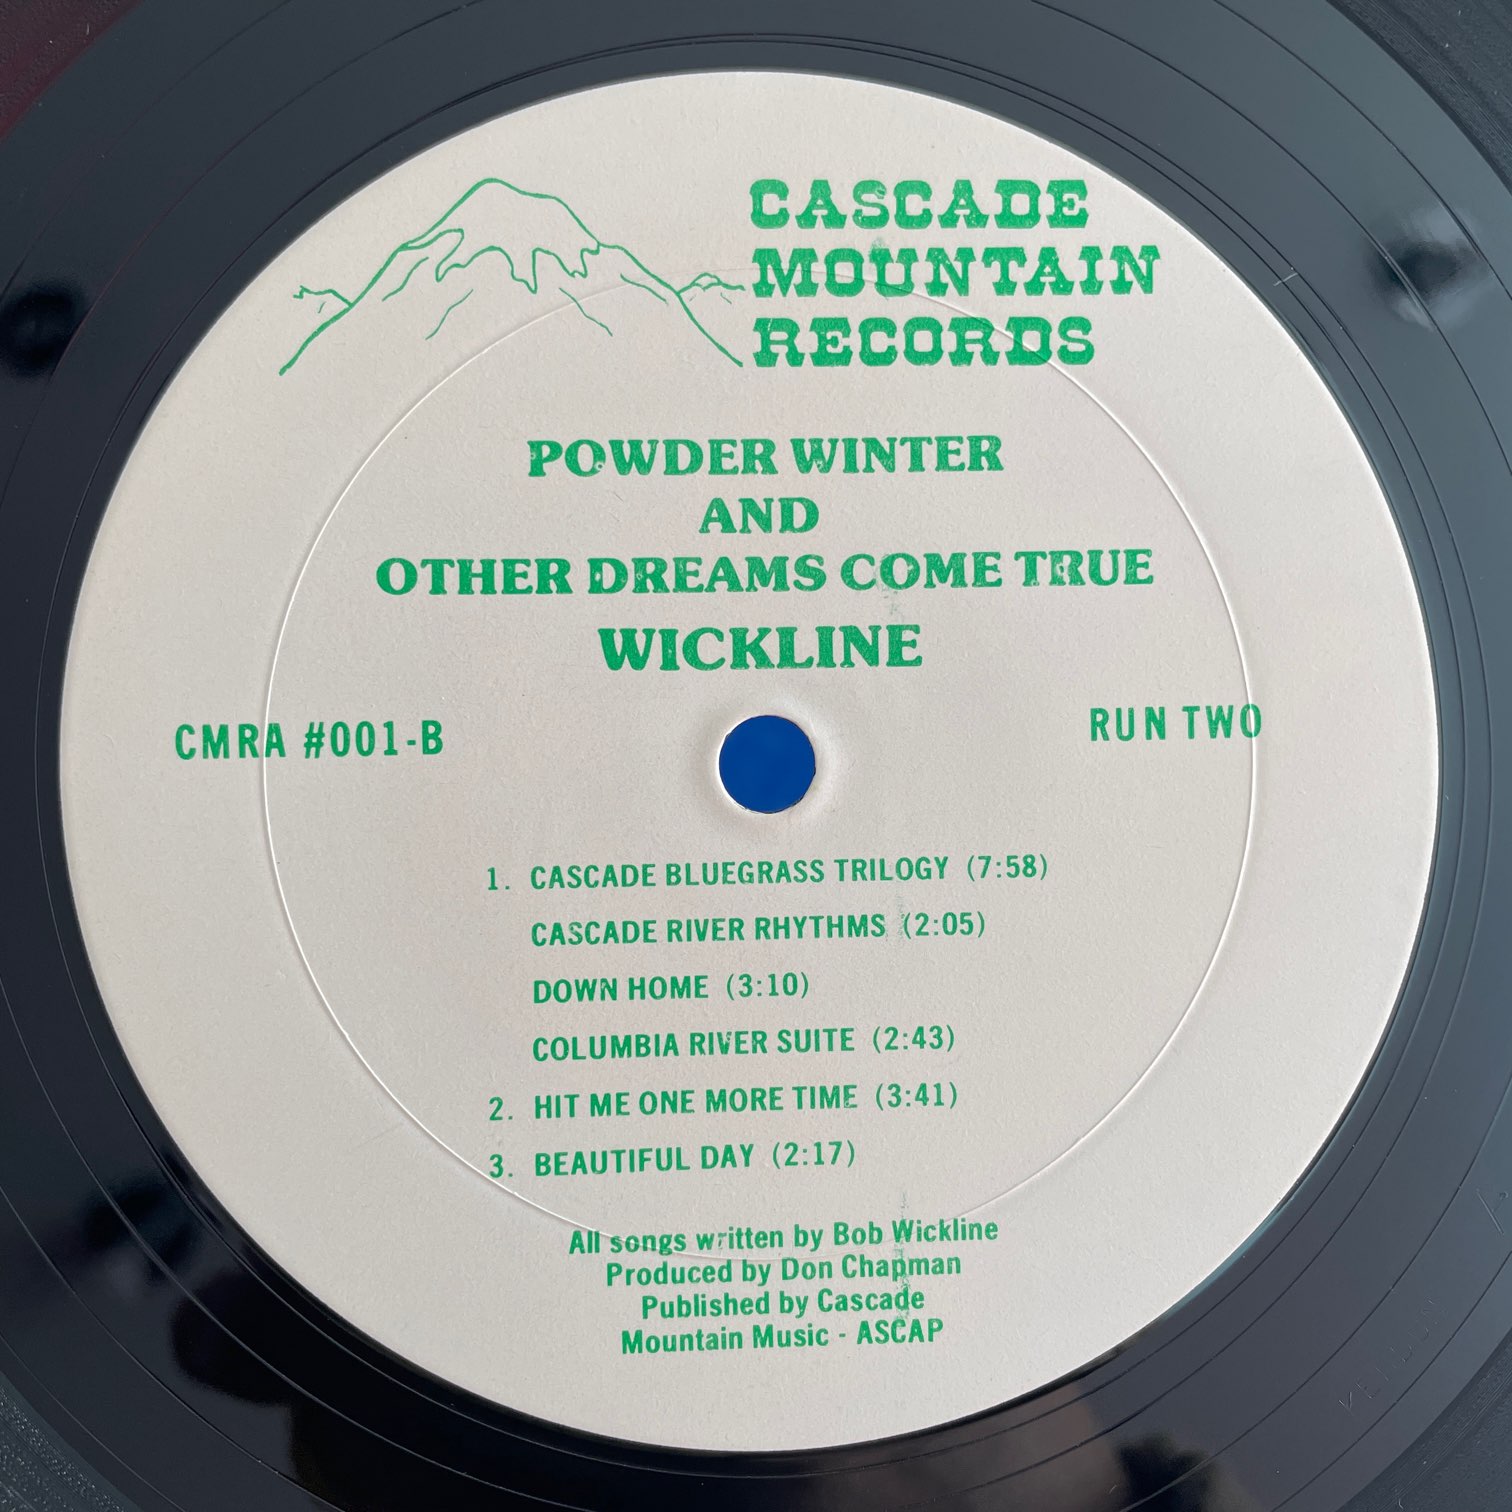 CASCADE
MOUNTAIN
RECORDS
POWDER WINTER
AND
OTHER DREAMS COME TRUE
WICKLINE
CMRA #001-B
RUN TWO
1. CASCADE BLUEGRASS TRILOGY (7:58)
CASCADE RIVER RHYTHMS (2:05)
DOWN HOME (3:10)
COLUMBIA RIVER SUITE (2:43)
2. HIT ME ONE MORE TIME (3:41)
3. BEAUTIFUL DAY (2:17)
All songs written by Bob Wickline
Produced by Don Chapman
Published by Cascade
Mountain Music - ASCAP